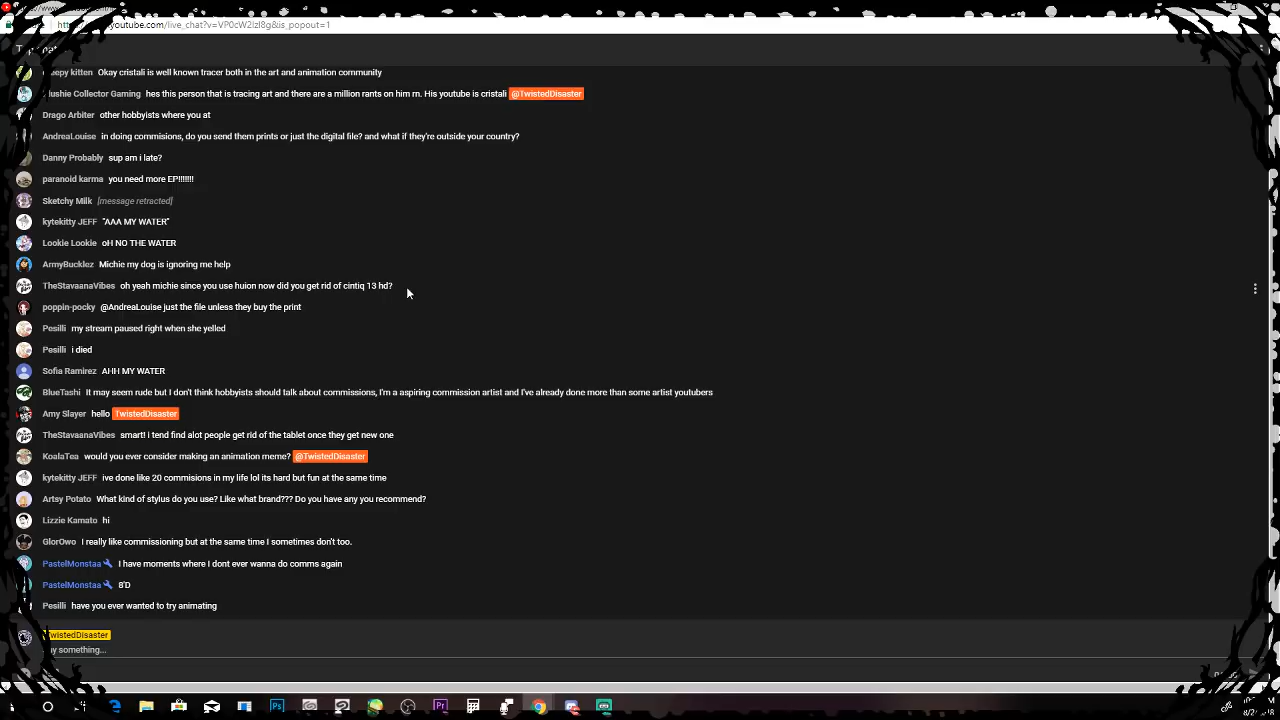 youtube.com/live_chat?v=VP0cW2IzI8g&is_popout=1
kitten Okay cristali is well known tracer both in the art and animation community
Collector Gaming hes this person that is tracing art and there are a million rants on him rn. His youtube is cristali @TwistedDisaster
Drago Arbiter other hobbyists where you at
AndreaLouise in doing commisions, do you send them prints or just the digital file? and what if they're outside your country?
Danny Probably sup am i late?
paranoid karma you need more EP!!!!!!!
Sketchy Milk [message retracted]
kytekitty JEFF "AAA MY WATER"
Lookie Lookie oH NO THE WATER
ArmyBucklez Michie my dog is ignoring me help
TheStavaanaVibes oh yeah michie since you use huion now did you get rid of cintiq 13 hd?
poppin-pocky @AndreaLouise just the file unless they buy the print
Pesilli my stream paused right when she yelled
Pesilli i died
Sofia Ramirez AHH MY WATER
BlueTashi It may seem rude but I don't think hobbyists should talk about commissions, I'm a aspiring commission artist and I've already done more than some artist youtubers
Amy Slayer hello TwistedDisaster
TheStavaanaVibes smart! i tend find alot people get rid of the tablet once they get new one
KoalaTea would you ever consider making an animation meme? @TwistedDisaster
kytekitty JEFF ive done like 20 commisions in my life lol its hard but fun at the same time
Artsy Potato What kind of stylus do you use? Like what brand??? Do you have any you recommend?
Lizzie Kamato hi
GlorOwo I really like commissioning but at the same time I sometimes don't too.
PastelMonstaa I have moments where I dont ever wanna do comms again
PastelMonstaa 8'D
Pesilli have you ever wanted to try animating
TwistedDisaster
something...